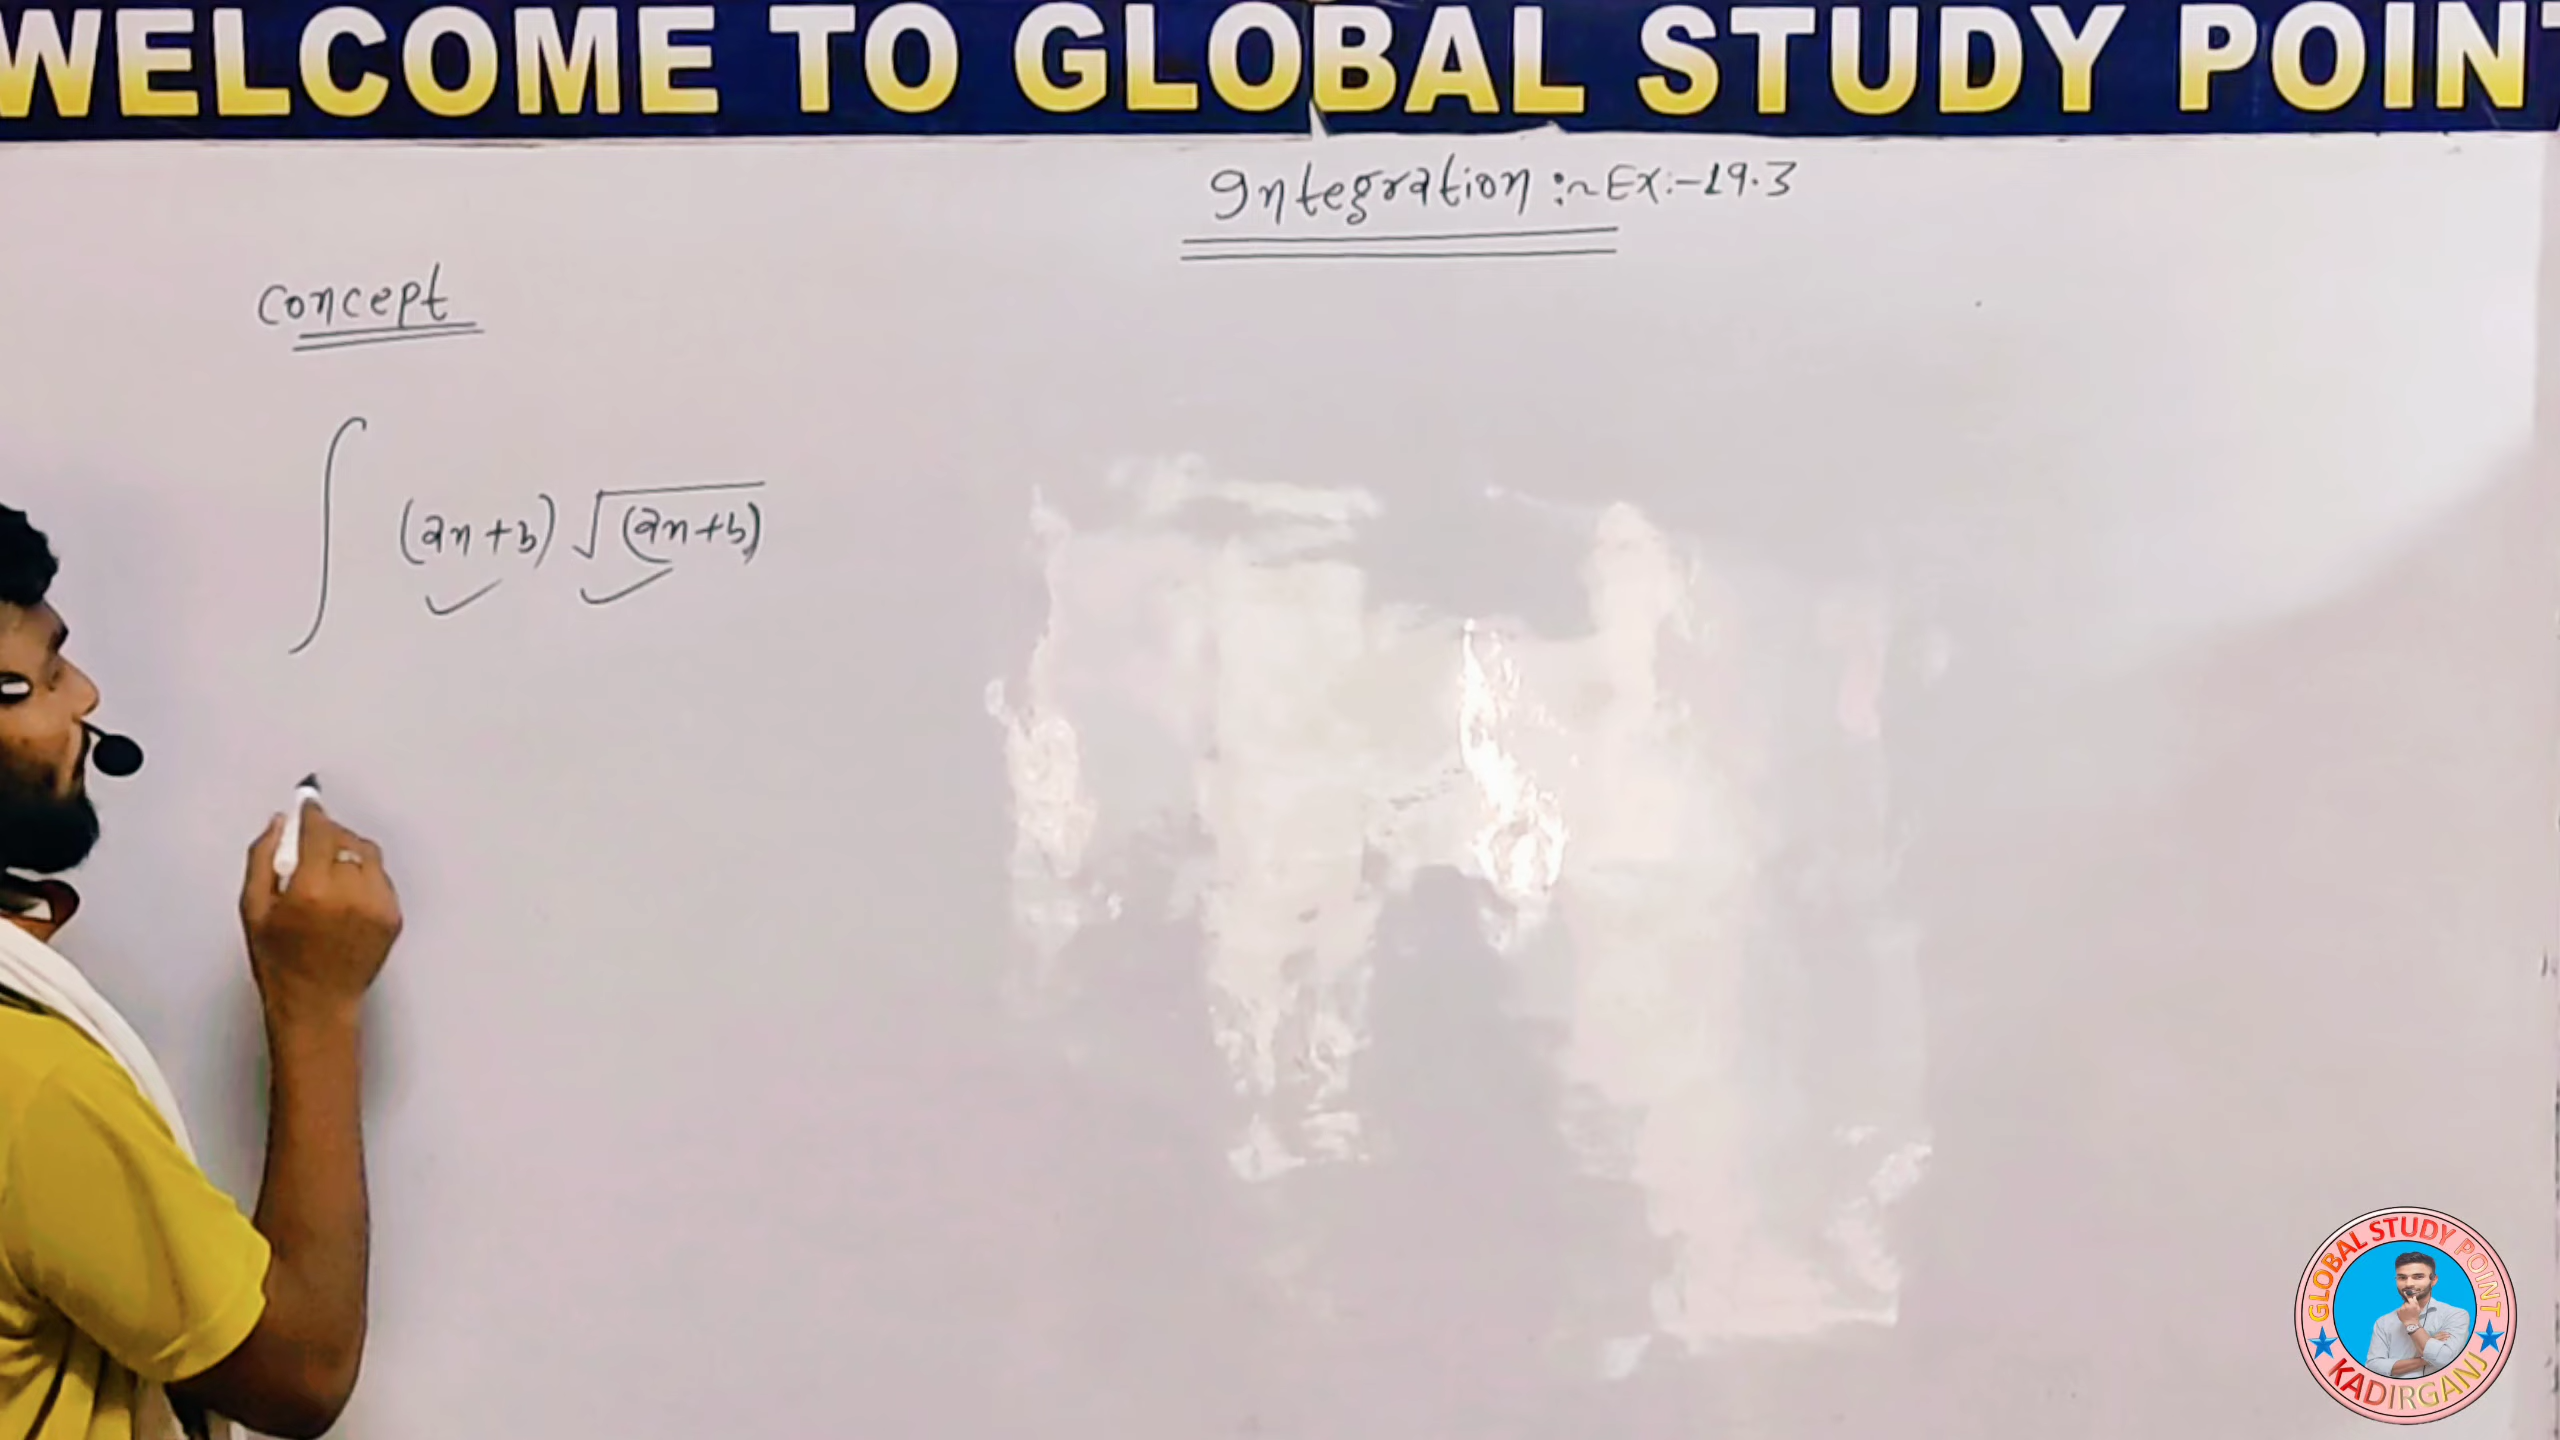 WELCOME TO GLOBAL STUDY POINT
Integration :~ Ex:-19.3
Concept
∫ (ax+b) √(ax+b)
GLOBAL STUDY POINT
KADIRGANJ